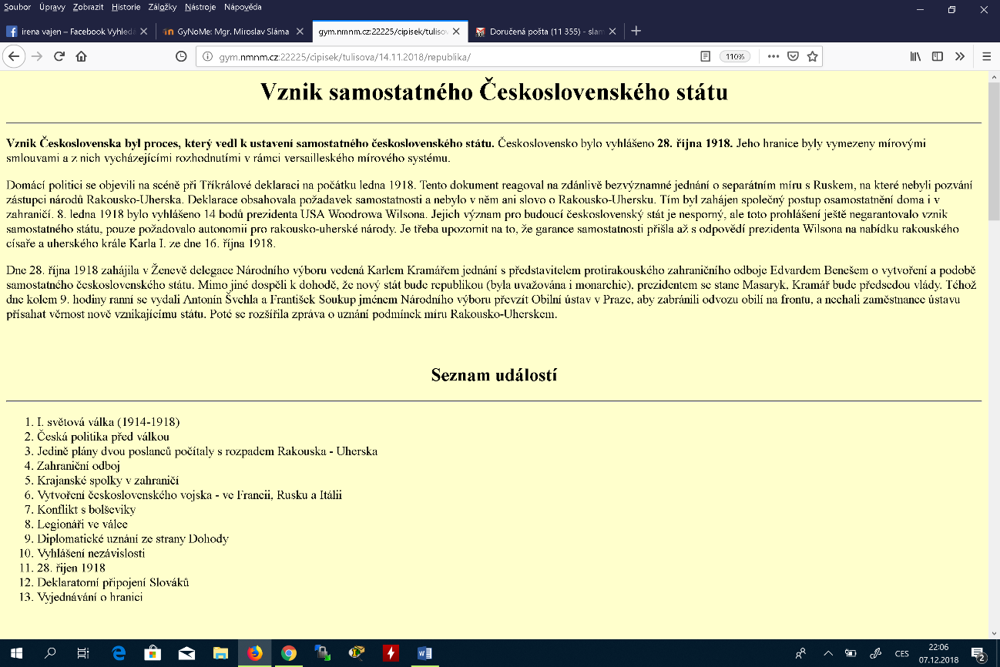 Soubor Úpravy Zobrazit Historie Záložky Nástroje Nápověda
irena vajen – Facebook Vyhledá
GyNoMe: Mgr. Miroslav Sláma
gym.nmnm.cz:22225/cipisek/tulisov
Doručená pošta (11 355) - slam
gym.nmnm.cz:22225/cipisek/tulisova/14.11.2018/republika/
110%
Vznik samostatného Československého státu
Vznik Československa byl proces, který vedl k ustavení samostatného československého státu. Československo bylo vyhlášeno 28. října 1918. Jeho hranice byly vymezeny mírovými
smlouvami a z nich vycházejícími rozhodnutími v rámci versailleského mírového systému.
Domácí politici se objevili na scéně při Tříkrálové deklaraci na počátku ledna 1918. Tento dokument reagoval na zdánlivě bezvýznamné jednání o separátním míru s Ruskem, na které nebyli pozváni
zástupci národů Rakousko-Uherska. Deklarace obsahovala požadavek samostatnosti a nebylo v něm ani slovo o Rakousko-Uhersku. Tím byl zahájen společný postup osamostatnění doma i v
zahraničí. 8. ledna 1918 bylo vyhlášeno 14 bodů prezidenta USA Woodrowa Wilsona. Jejich význam pro budoucí československý stát je nesporný, ale toto prohlášení ještě negarantovalo vznik
samostatného státu, pouze požadovalo autonomii pro rakousko-uherské národy. Je třeba upozornit na to, že garance samostatnosti přišla až s odpovědí prezidenta Wilsona na nabídku rakouského
císaře a uherského krále Karla I. ze dne 16. října 1918.
Dne 28. října 1918 zahájila v Ženevě delegace Národního výboru vedená Karlem Kramářem jednání s představitelem protirakouského zahraničního odboje Edvardem Benešem o vytvoření a podobě
samostatného československého státu. Mimo jiné dospěli k dohodě, že nový stát bude republikou (byla uvažována i monarchie), prezidentem se stane Masaryk, Kramář bude předsedou vlády. Téhož
dne kolem 9. hodiny ranní se vydali Antonín Švehla a František Soukup jménem Národního výboru převzít Obilní ústav v Praze, aby zabránili odvozu obilí na frontu, a nechali zaměstnance ústavu
přísahat věrnost nově vznikajícímu státu. Poté se rozšířila zpráva o uznání podmínek míru Rakousko-Uherskem.
Seznam událostí
1. I. světová válka (1914-1918)
2. Česká politika před válkou
3. Jedině plány dvou poslanců počítaly s rozpadem Rakouska - Uherska
4. Zahraniční odboj
5. Krajanské spolky v zahraničí
6. Vytvoření československého vojska - ve Francii, Rusku a Itálii
7. Konflikt s bolševiky
8. Legionáři ve válce
9. Diplomatické uznání ze strany Dohody
10. Vyhlášení nezávislosti
11. 28. říjen 1918
12. Deklaratorní připojení Slováků
13. Vyjednávání o hranici
CES
22:06
07.12.2018
2